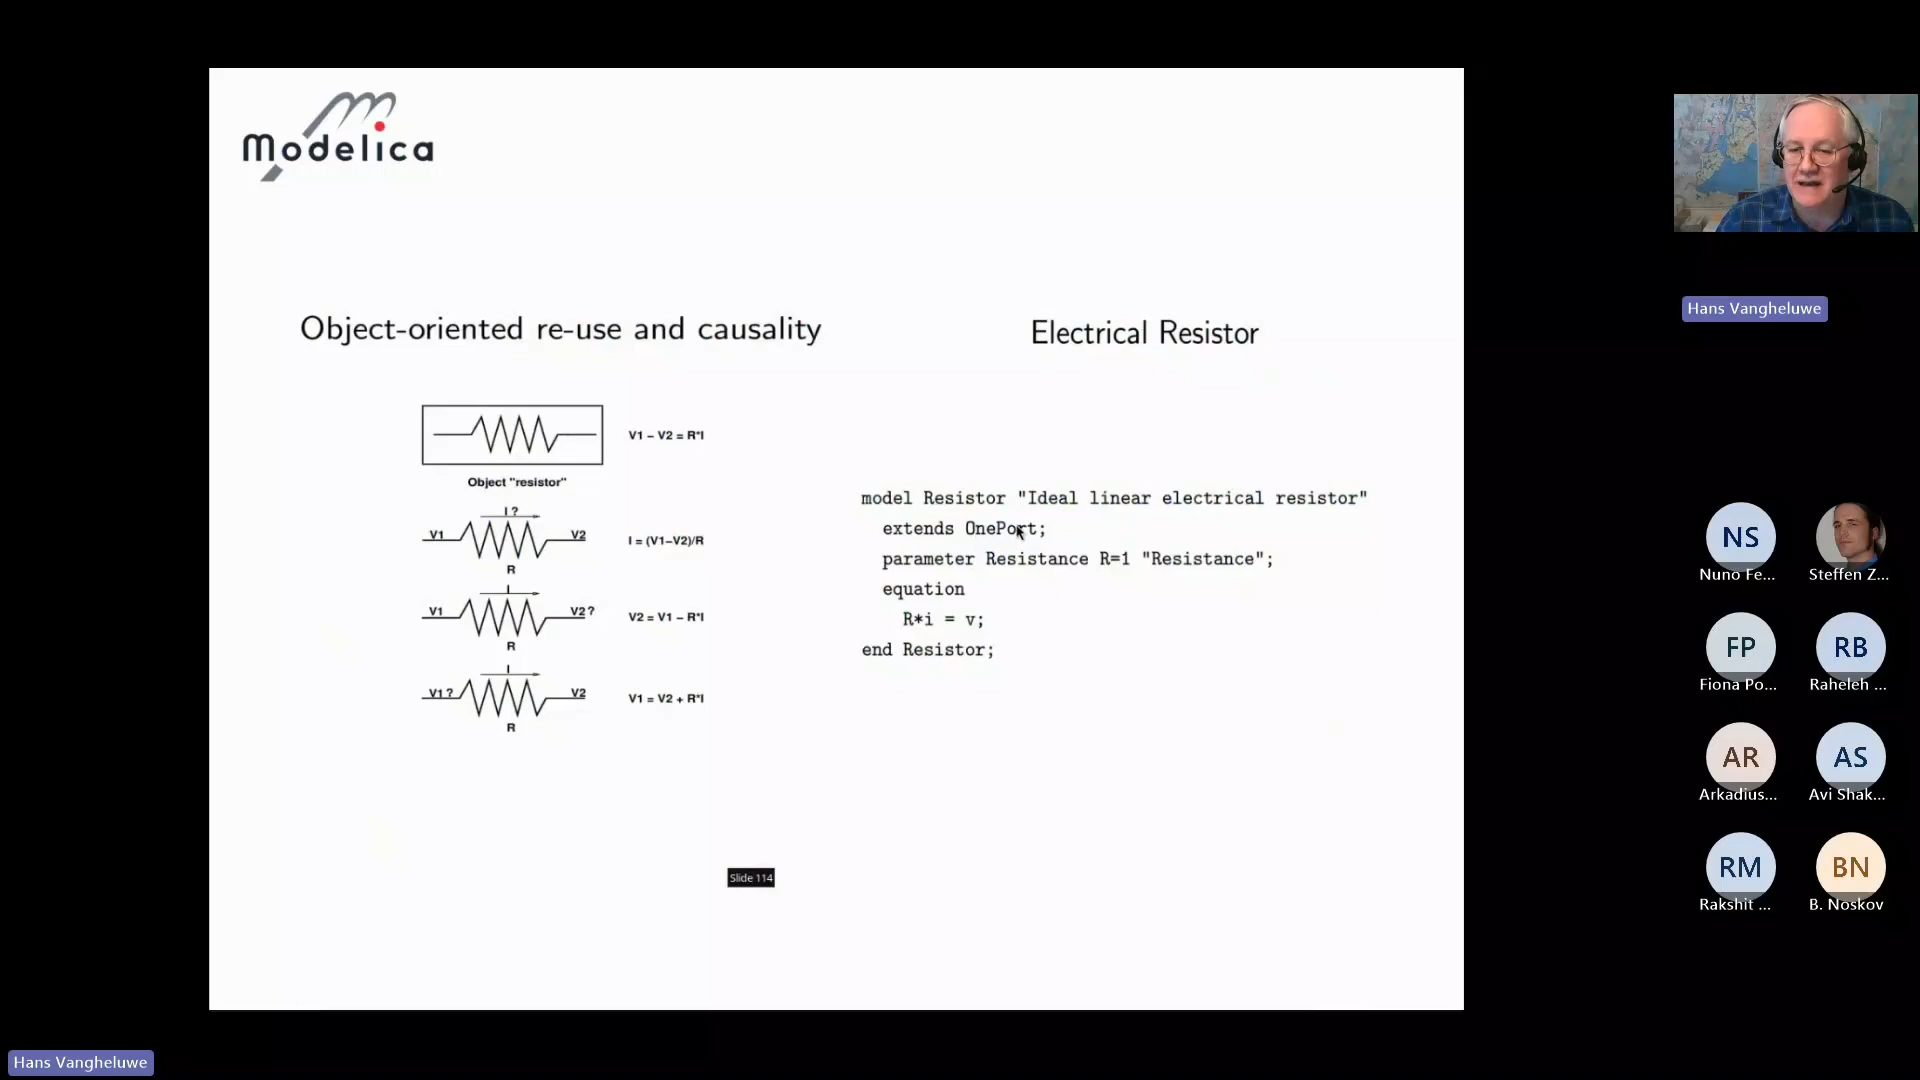 Modelica
Object-oriented re-use and causality
V1 – V2 = R*I
Object "resistor"
I ?
V1
V2
I = (V1–V2)/R
R
I
V1
V2 ?
V2 = V1 – R*I
R
I
V1 ?
V2
V1 = V2 + R*I
R
Electrical Resistor
model Resistor "Ideal linear electrical resistor"
extends OnePort;
parameter Resistance R=1 "Resistance";
equation
R*i = v;
end Resistor;
Slide 114
Hans Vangheluwe
NS
Nuno Fe...
Steffen Z...
FP
Fiona Po...
RB
Raheleh ...
AR
Arkadius...
AS
Avi Shak...
RM
Rakshit ...
BN
B. Noskov
Hans Vangheluwe